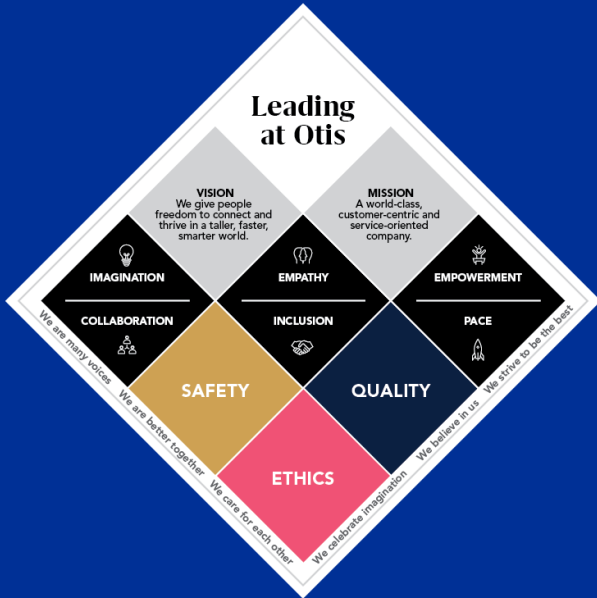 Leading
at Otis
VISION
We give people
freedom to connect and
thrive in a taller, faster,
smarter world.
MISSION
A world-class,
customer-centric and
service-oriented
company.
IMAGINATION
COLLABORATION
EMPATHY
INCLUSION
EMPOWERMENT
PACE
SAFETY
QUALITY
ETHICS
We are many voices
We are better together
We care for each other
We celebrate imagination
We believe in us
We strive to be the best